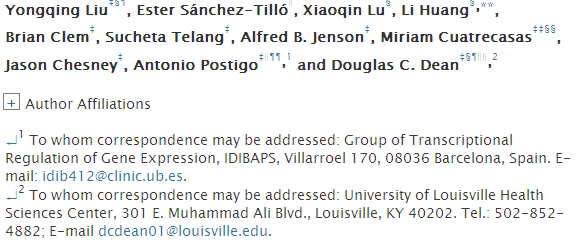 Yongqing Liu‡§¶, Ester Sánchez-Tilló‖, Xiaoqin Lu§, Li Huang§,**,
Brian Clem‡, Sucheta Telang‡, Alfred B. Jenson‡, Miriam Cuatrecasas‡‡§§,
Jason Chesney‡, Antonio Postigo‡‖¶¶,1 and Douglas C. Dean‡§¶‖‖,2
+ Author Affiliations
↵1 To whom correspondence may be addressed: Group of Transcriptional
Regulation of Gene Expression, IDIBAPS, Villarroel 170, 08036 Barcelona, Spain. E-
mail: idib412@clinic.ub.es.
↵2 To whom correspondence may be addressed: University of Louisville Health
Sciences Center, 301 E. Muhammad Ali Blvd., Louisville, KY 40202. Tel.: 502-852-
4882; E-mail dcdean01@louisville.edu.